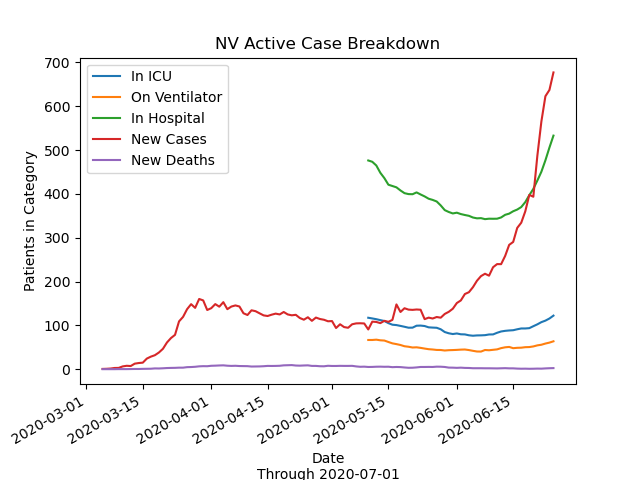 NV Active Case Breakdown
700
600
500
400
300
200
100
0
Patients in Category
In ICU
On Ventilator
In Hospital
New Cases
New Deaths
2020-03-01
2020-03-15
2020-04-01
2020-04-15
2020-05-01
2020-05-15
2020-06-01
2020-06-15
Date
Through 2020-07-01